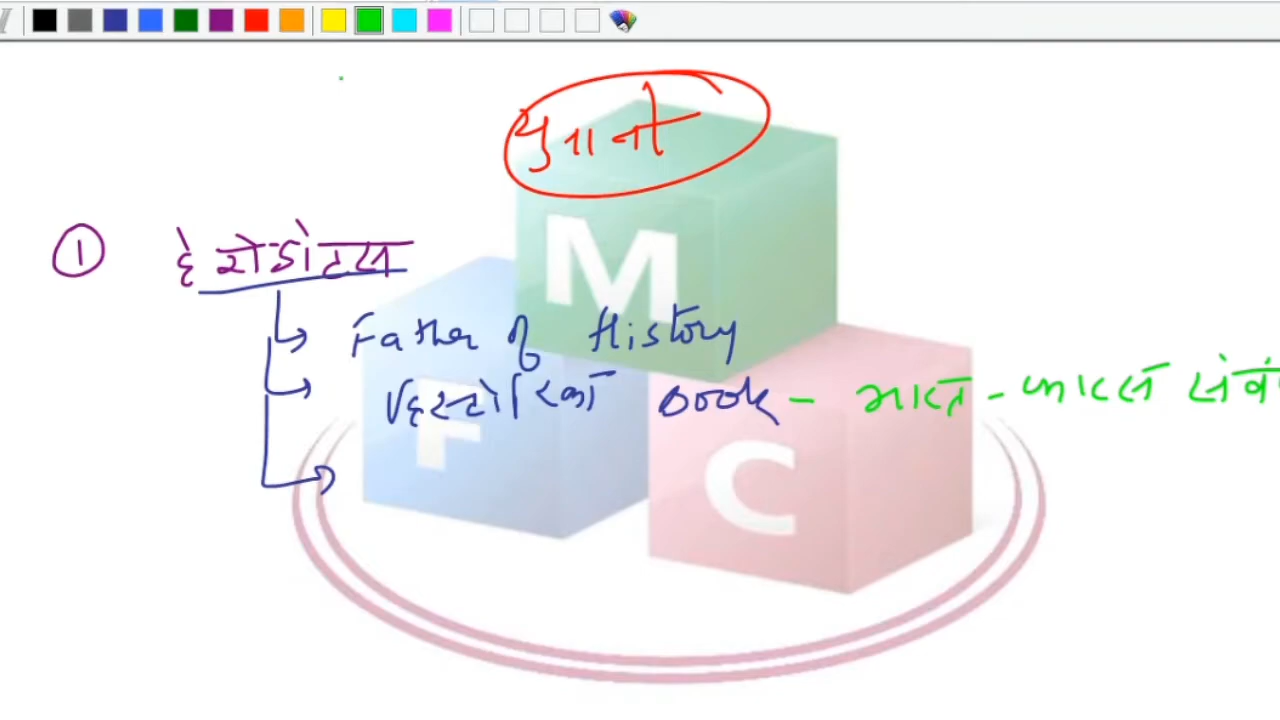 यूनानी
① हेरोडोटस
Father of History
हिस्टोरिका book - भारत - फारस संबं
M
F
C